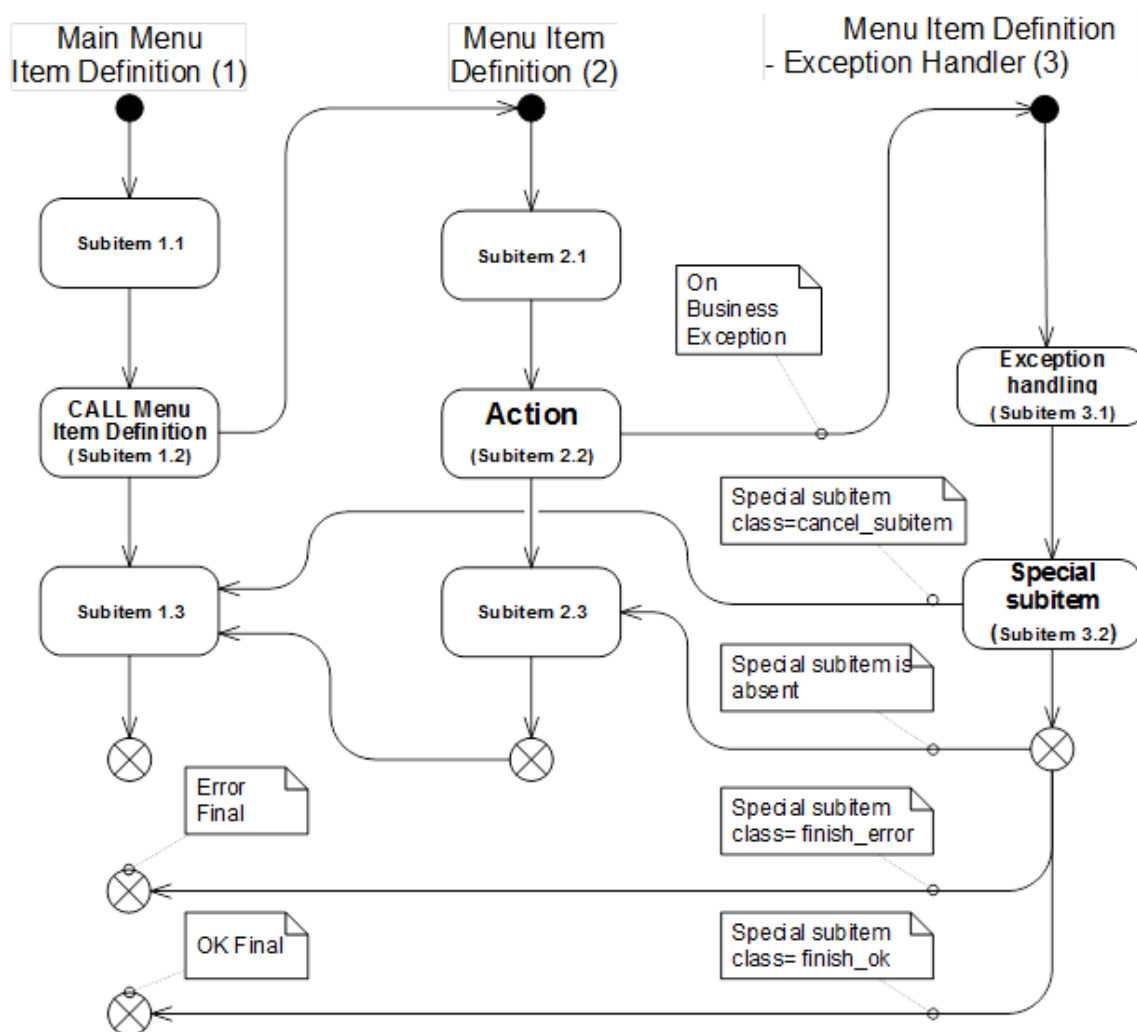 Main Menu
Item Definition (1)
Menu Item
Definition (2)
Menu Item Definition
- Exception Handler (3)
Subitem 1.1
Subitem 2.1
On
Business
Exception
CALL Menu
Item Definition
(Subitem 1.2)
Action
(Subitem 2.2)
Exception
handling
(Subitem 3.1)
Special subitem
class=cancel_subitem
Subitem 1.3
Subitem 2.3
Special
subitem
(Subitem 3.2)
Special subitem is
absent
Error
Final
Special subitem
class= finish_error
OK Final
Special subitem
class= finish_ok